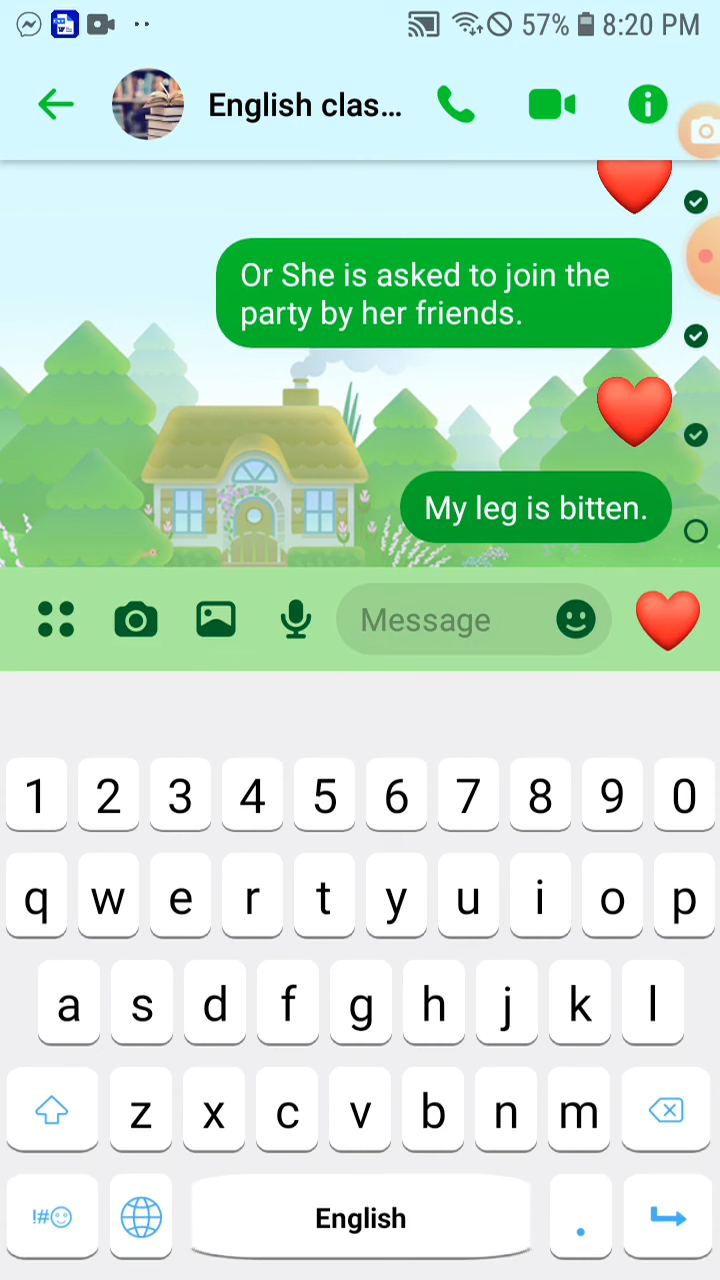 57% 8:20 PM
English clas...
Or She is asked to join the
party by her friends.
My leg is bitten.
Message
1 2 3 4 5 6 7 8 9 0
q w e r t y u i o p
a s d f g h j k l
z x c v b n m
!#☺ English .